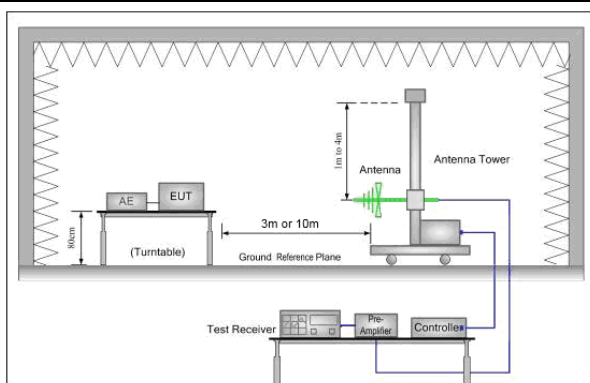 1m to 4m
Antenna
Antenna Tower
AE
EUT
3m or 10m
80cm
(Turntable)
Ground Reference Plane
Test Receiver
Pre-
Amplifier
Controller